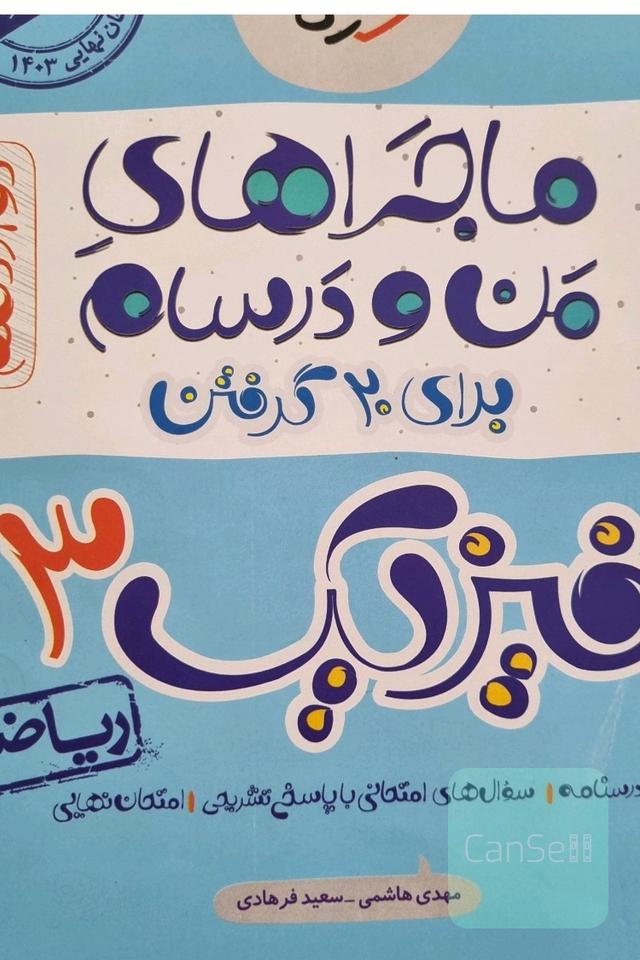 نهایی ۱۴۰۳
ماجراهای
من و درسام
برای ۲۰ گرفتن
فیزیک ۳
ریاضی
درسنامه | سؤال‌های امتحانی با پاسخ تشریحی | امتحان نهایی
CanSell
مهدی هاشمی - سعید فرهادی